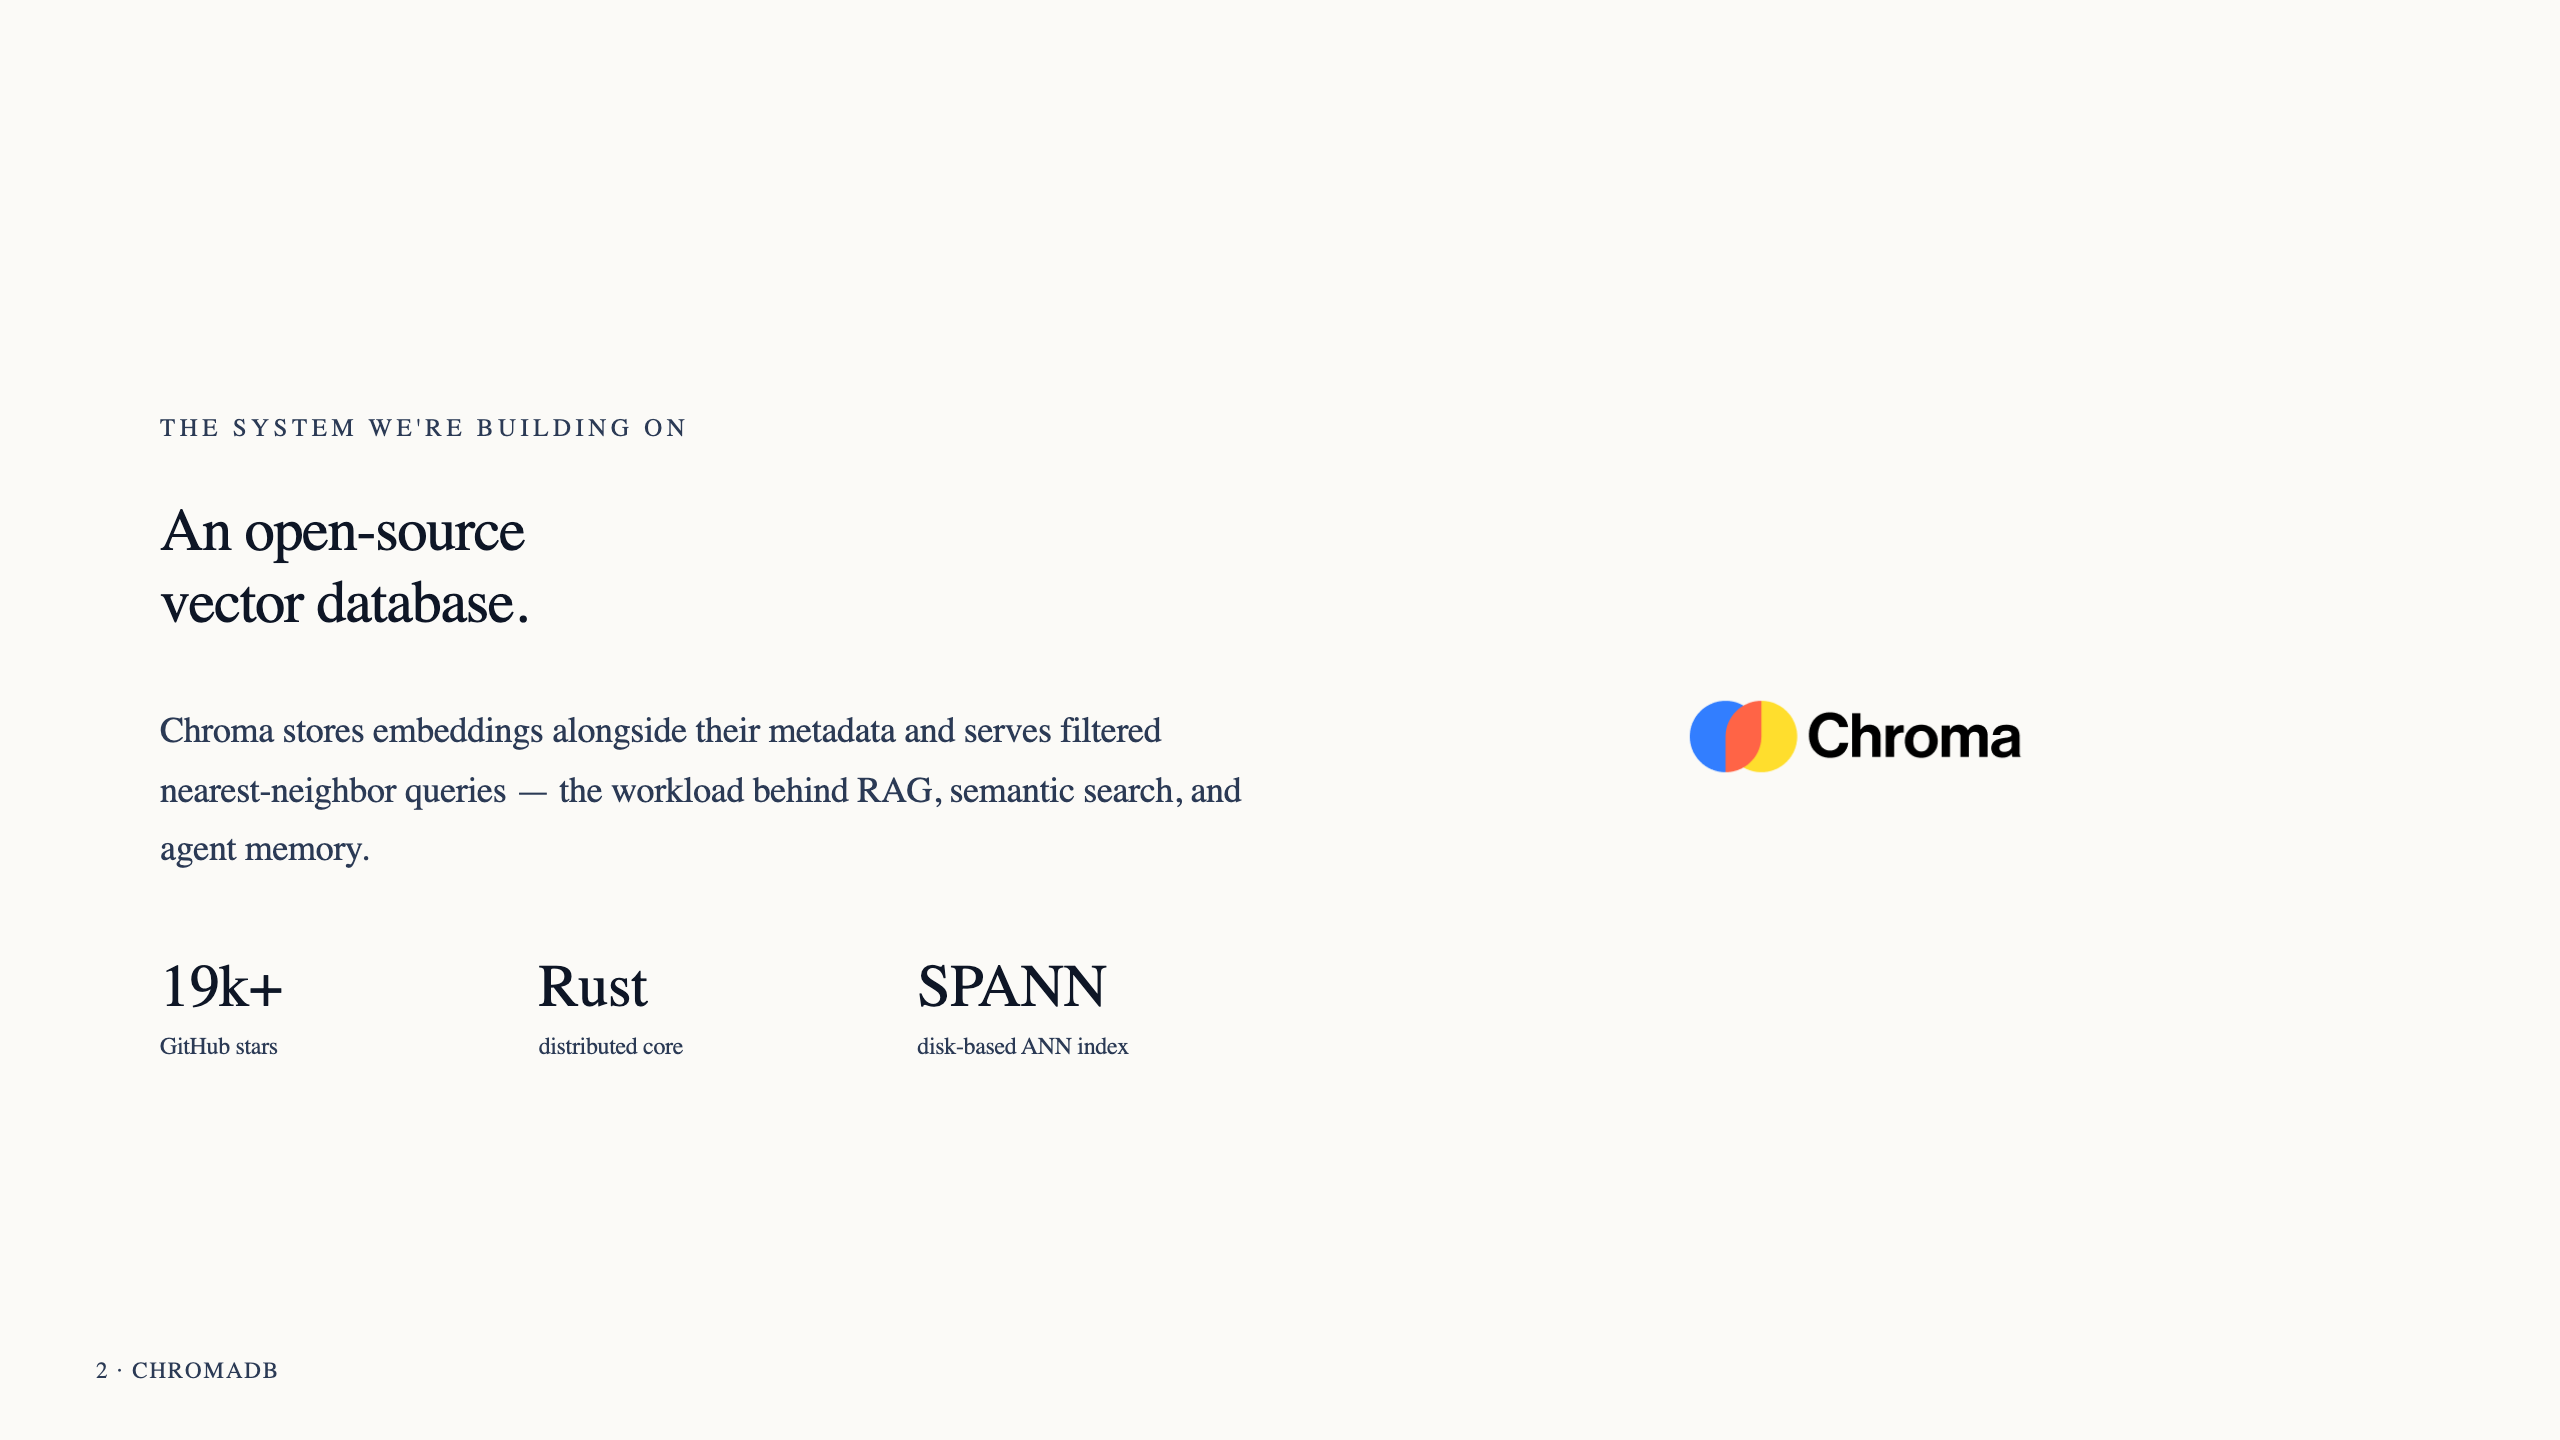 THE SYSTEM WE'RE BUILDING ON
An open-source
vector database.
Chroma stores embeddings alongside their metadata and serves filtered
nearest-neighbor queries — the workload behind RAG, semantic search, and
agent memory.
19k+
GitHub stars
Rust
distributed core
SPANN
disk-based ANN index
Chroma
2 · CHROMADB